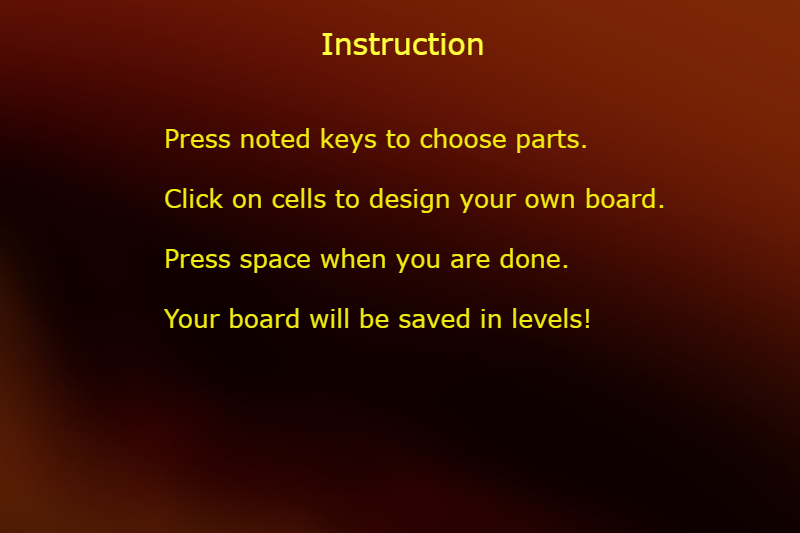 Instruction
Press noted keys to choose parts.
Click on cells to design your own board.
Press space when you are done.
Your board will be saved in levels!